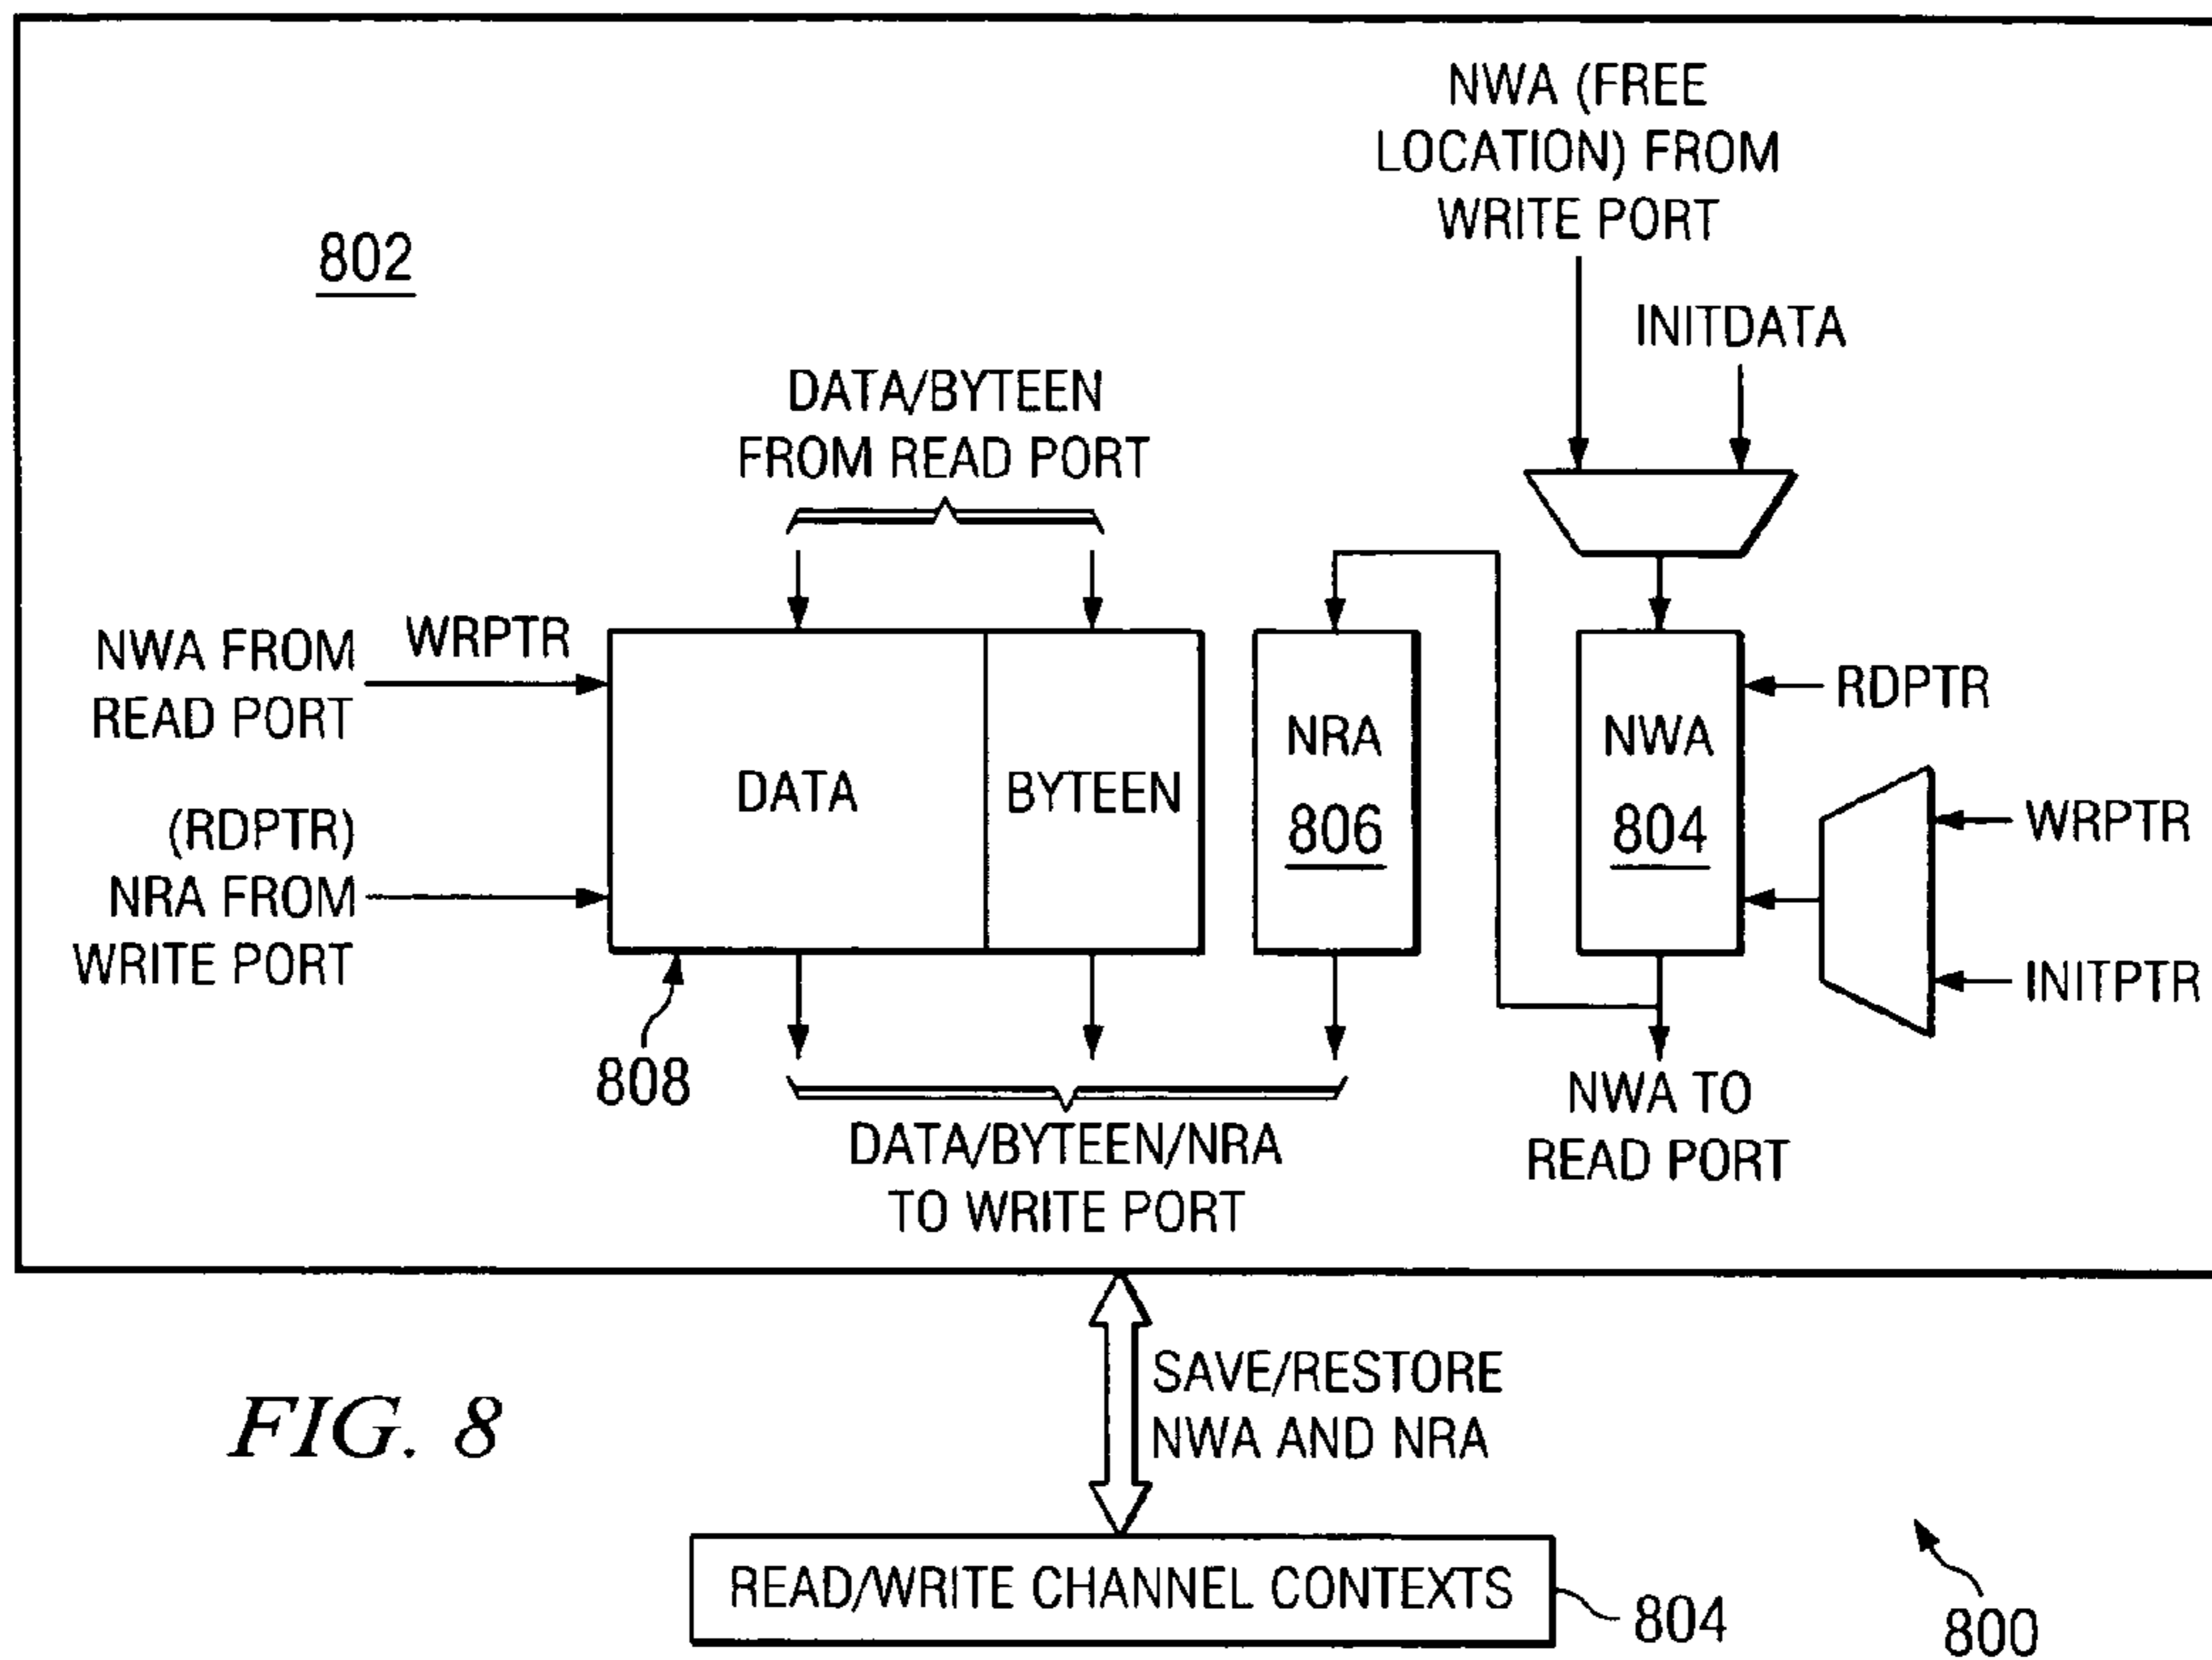 802
NWA (FREE
LOCATION) FROM
WRITE PORT
INITDATA
DATA/BYTEEN
FROM READ PORT
NWA FROM
READ PORT
WRPTR
(RDPTR)
NRA FROM
WRITE PORT
DATA
BYTEEN
NRA
806
NWA
804
RDPTR
WRPTR
INITPTR
808
DATA/BYTEEN/NRA
TO WRITE PORT
NWA TO
READ PORT
SAVE/RESTORE
NWA AND NRA
FIG. 8
READ/WRITE CHANNEL CONTEXTS
804
800